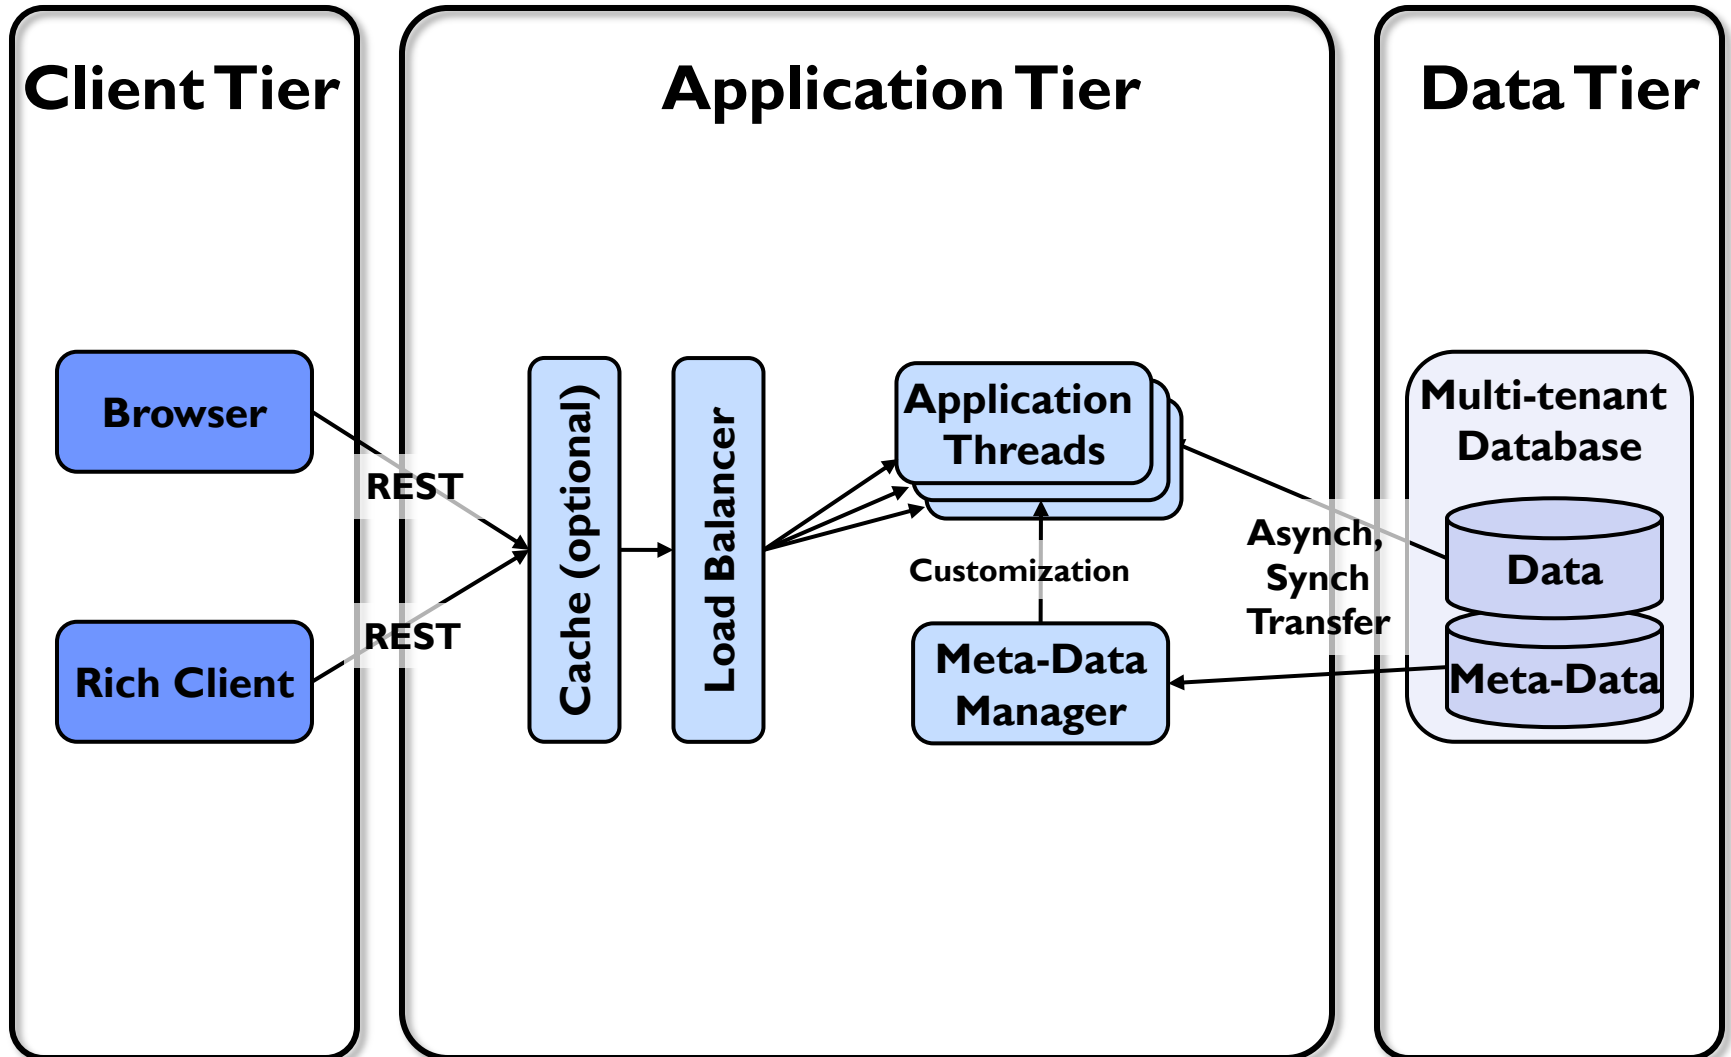 Client Tier
Application Tier
Data Tier
Browser
REST
REST
Rich Client
Cache (optional)
Load Balancer
Application
Threads
Customization
Meta-Data
Manager
Asynch,
Synch
Transfer
Multi-tenant
Database
Data
Meta-Data